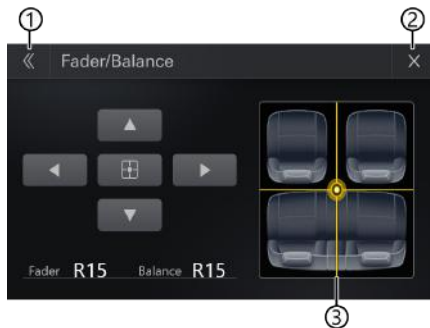 ① ②
« Fader/Balance ×
Fader R15 Balance R15
③